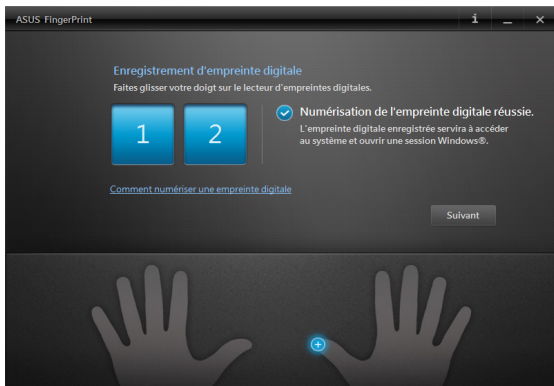 ASUS FingerPrint
Enregistrement d'empreinte digitale
Faites glisser votre doigt sur le lecteur d'empreintes digitales.
1 2
Numérisation de l'empreinte digitale réussie.
L'empreinte digitale enregistrée servira à accéder
au système et ouvrir une session Windows®.
Comment numériser une empreinte digitale
Suivant